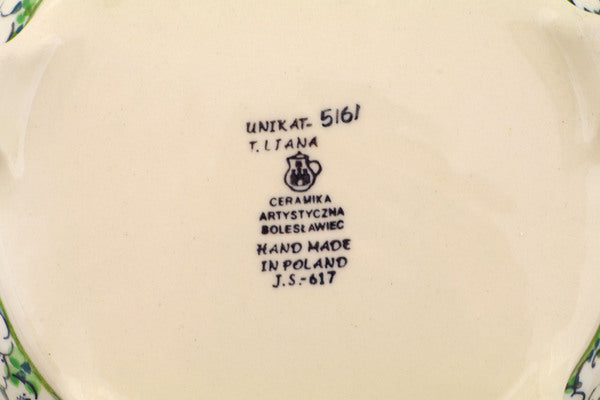 UNIKAT- 5161
T. LIANA
CERAMIKA
ARTYSTYCZNA
BOLESŁAWIEC
HAND MADE
IN POLAND
J.S.-617